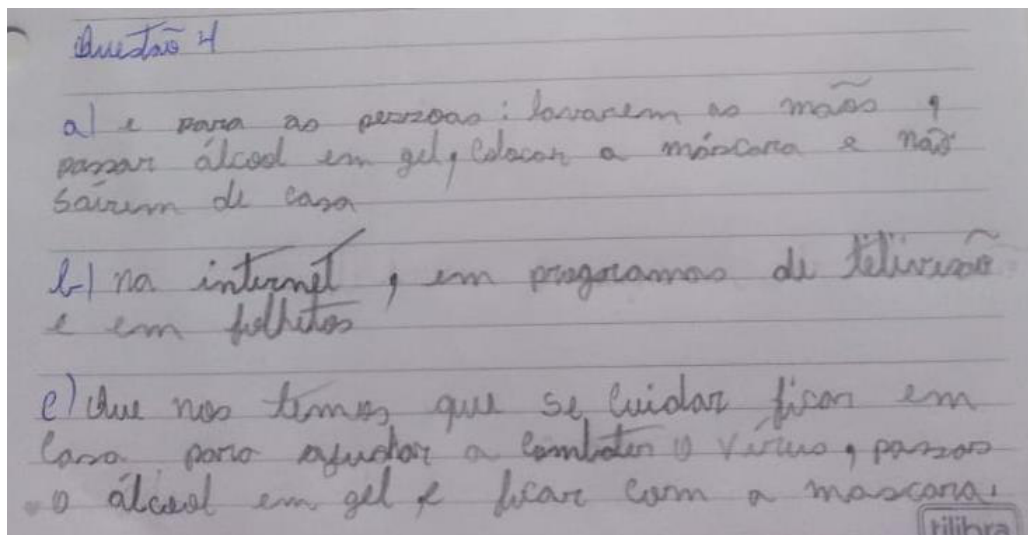 Questão 4
a) e para as pessoas: lavarem as mãos,
passar álcool em gel, colocar a máscara e não
saírem de casa
b) na internet, em programas de televisão
e em folhetos
c) Que nos temos que se cuidar ficar em
casa para ajudar a combater o vírus, passar
o álcool em gel e ficar com a mascara.
tilibra